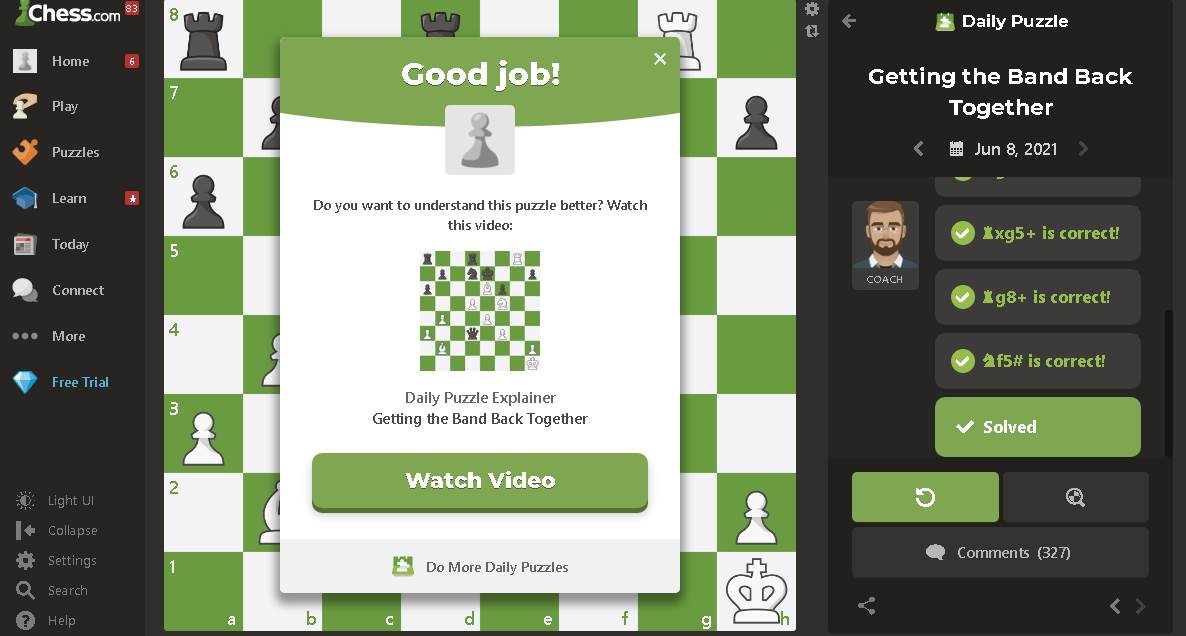 Chess.com 83
Home 6
Play
Puzzles
Learn
Today
Connect
More
Free Trial
Light UI
Collapse
Settings
Search
Help
8
7
6
5
4
3
2
1
a b c d e f g h
Good job!
×
Do you want to understand this puzzle better? Watch
this video:
Daily Puzzle Explainer
Getting the Band Back Together
Watch Video
Do More Daily Puzzles
Daily Puzzle
Getting the Band Back
Together
Jun 8, 2021
COACH
♜xg5+ is correct!
♜g8+ is correct!
♞f5# is correct!
Solved
Comments (327)